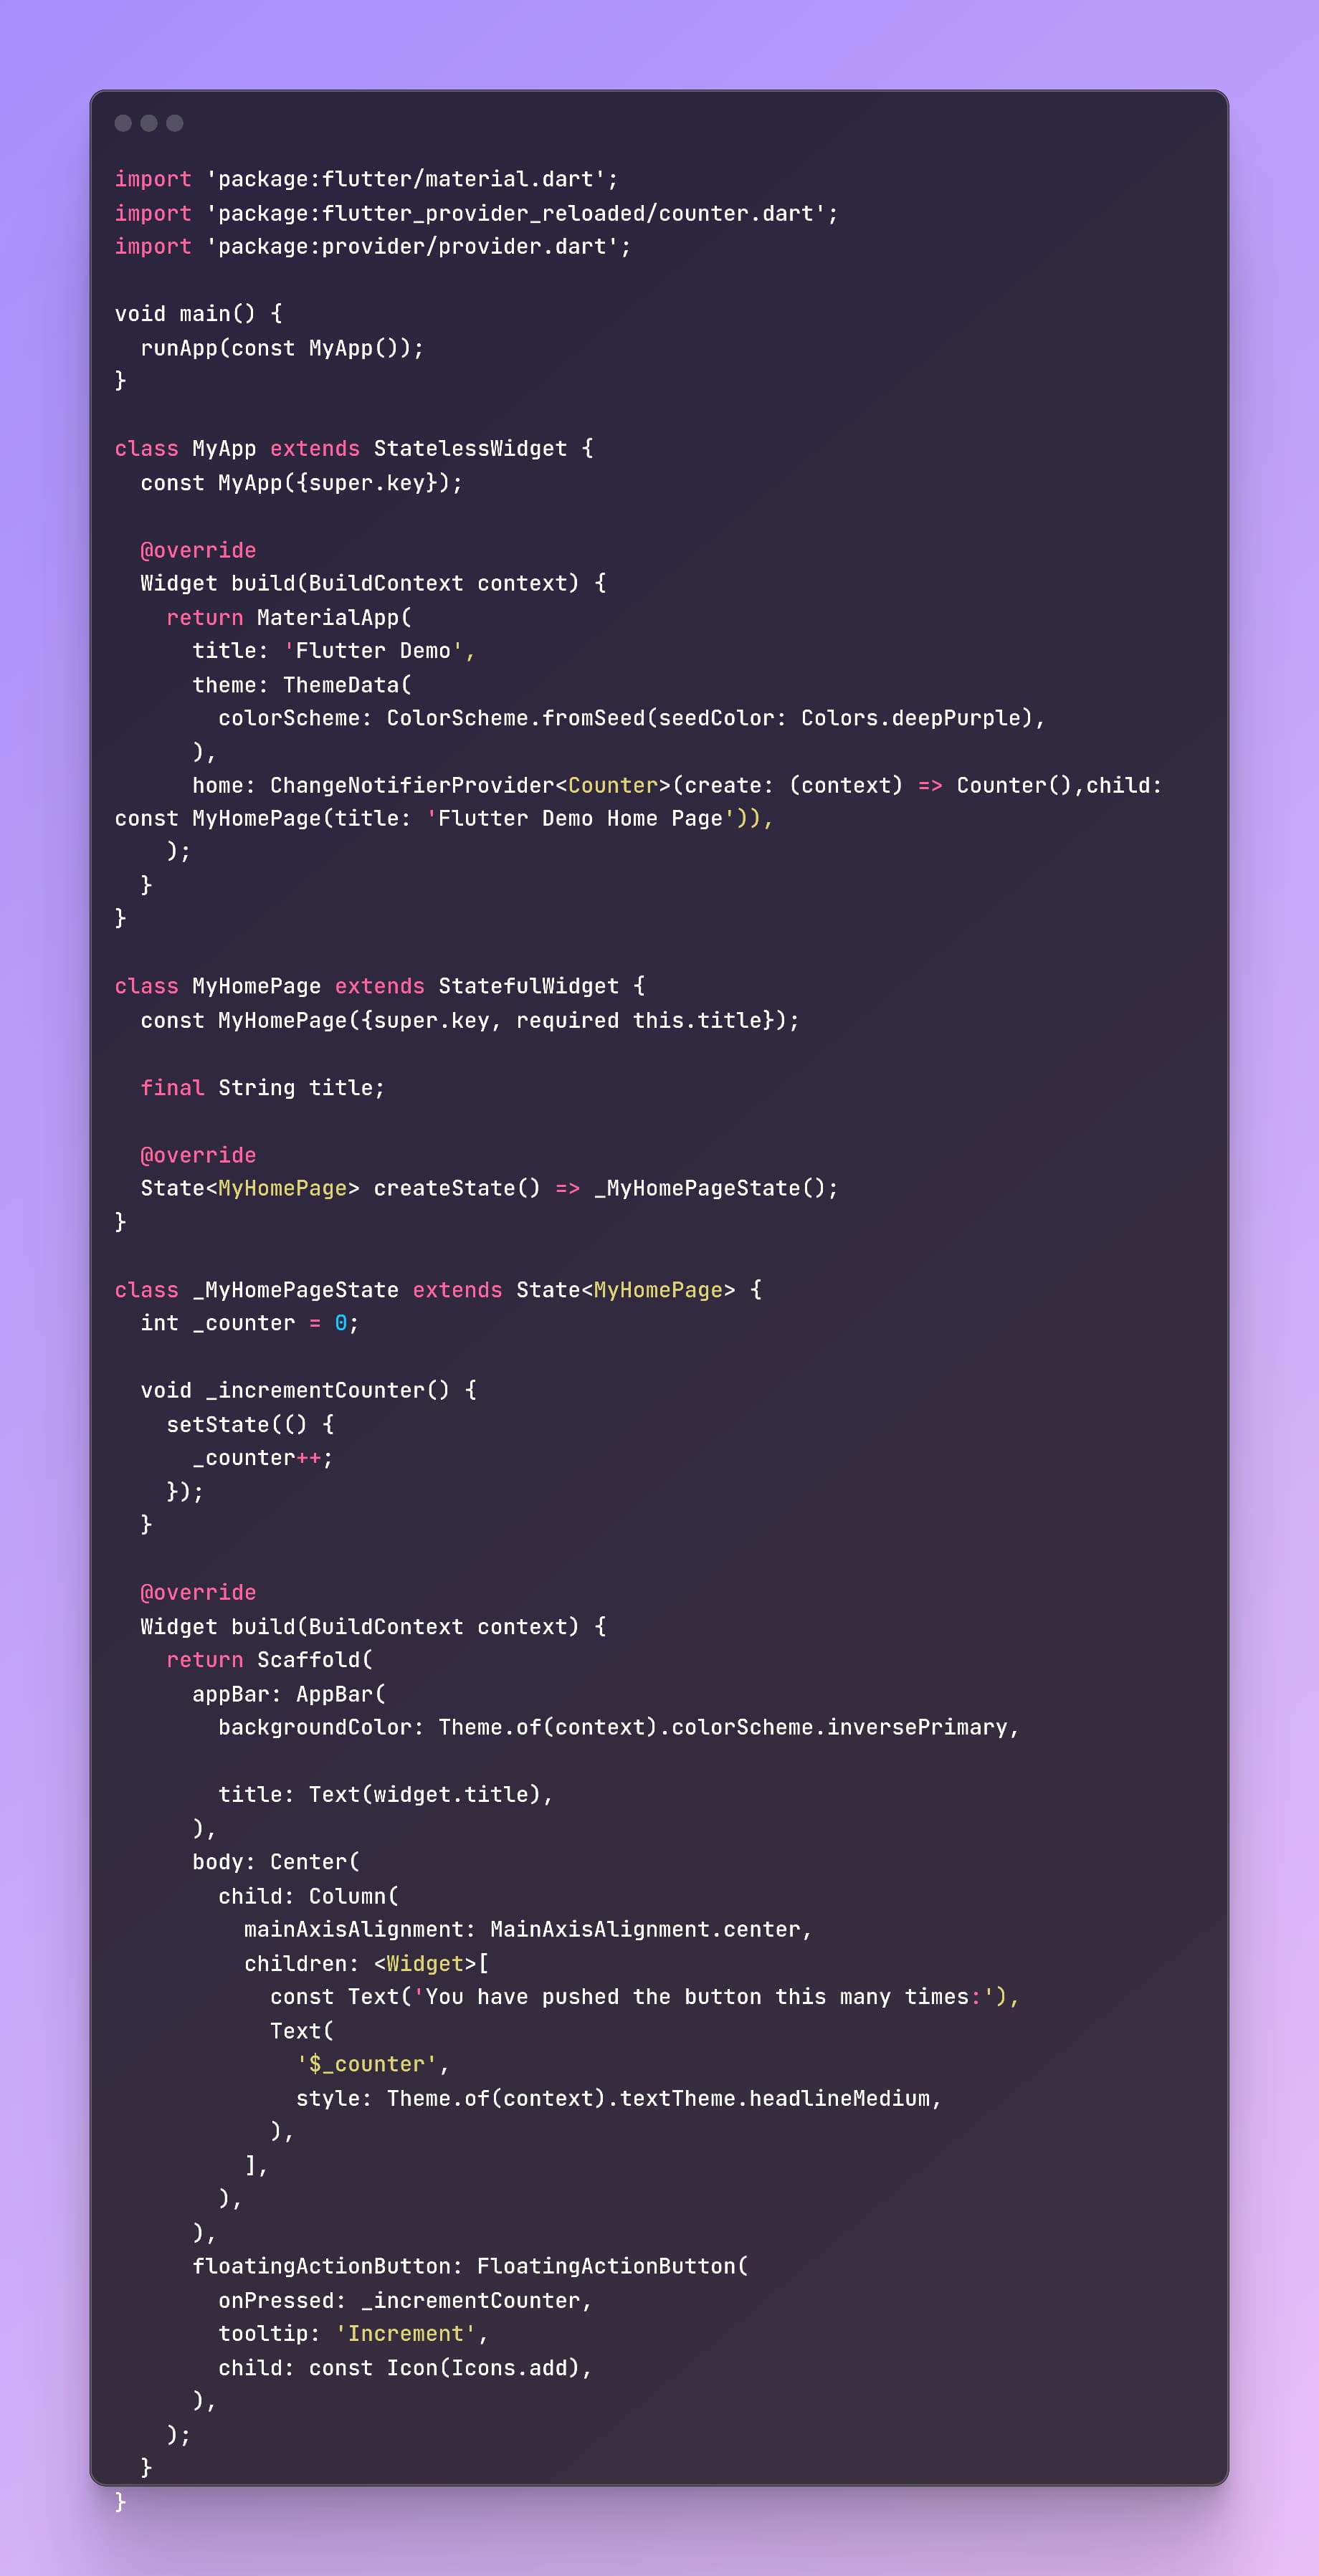 import 'package:flutter/material.dart';
import 'package:flutter_provider_reloaded/counter.dart';
import 'package:provider/provider.dart';

void main() {
  runApp(const MyApp());
}

class MyApp extends StatelessWidget {
  const MyApp({super.key});

  @override
  Widget build(BuildContext context) {
    return MaterialApp(
      title: 'Flutter Demo',
      theme: ThemeData(
        colorScheme: ColorScheme.fromSeed(seedColor: Colors.deepPurple),
      ),
      home: ChangeNotifierProvider<Counter>(create: (context) => Counter(),child:
const MyHomePage(title: 'Flutter Demo Home Page')),
    );
  }
}

class MyHomePage extends StatefulWidget {
  const MyHomePage({super.key, required this.title});

  final String title;

  @override
  State<MyHomePage> createState() => _MyHomePageState();
}

class _MyHomePageState extends State<MyHomePage> {
  int _counter = 0;

  void _incrementCounter() {
    setState(() {
      _counter++;
    });
  }

  @override
  Widget build(BuildContext context) {
    return Scaffold(
      appBar: AppBar(
        backgroundColor: Theme.of(context).colorScheme.inversePrimary,

        title: Text(widget.title),
      ),
      body: Center(
        child: Column(
          mainAxisAlignment: MainAxisAlignment.center,
          children: <Widget>[
            const Text('You have pushed the button this many times:'),
            Text(
              '$_counter',
              style: Theme.of(context).textTheme.headlineMedium,
            ),
          ],
        ),
      ),
      floatingActionButton: FloatingActionButton(
        onPressed: _incrementCounter,
        tooltip: 'Increment',
        child: const Icon(Icons.add),
      ),
    );
  }
}